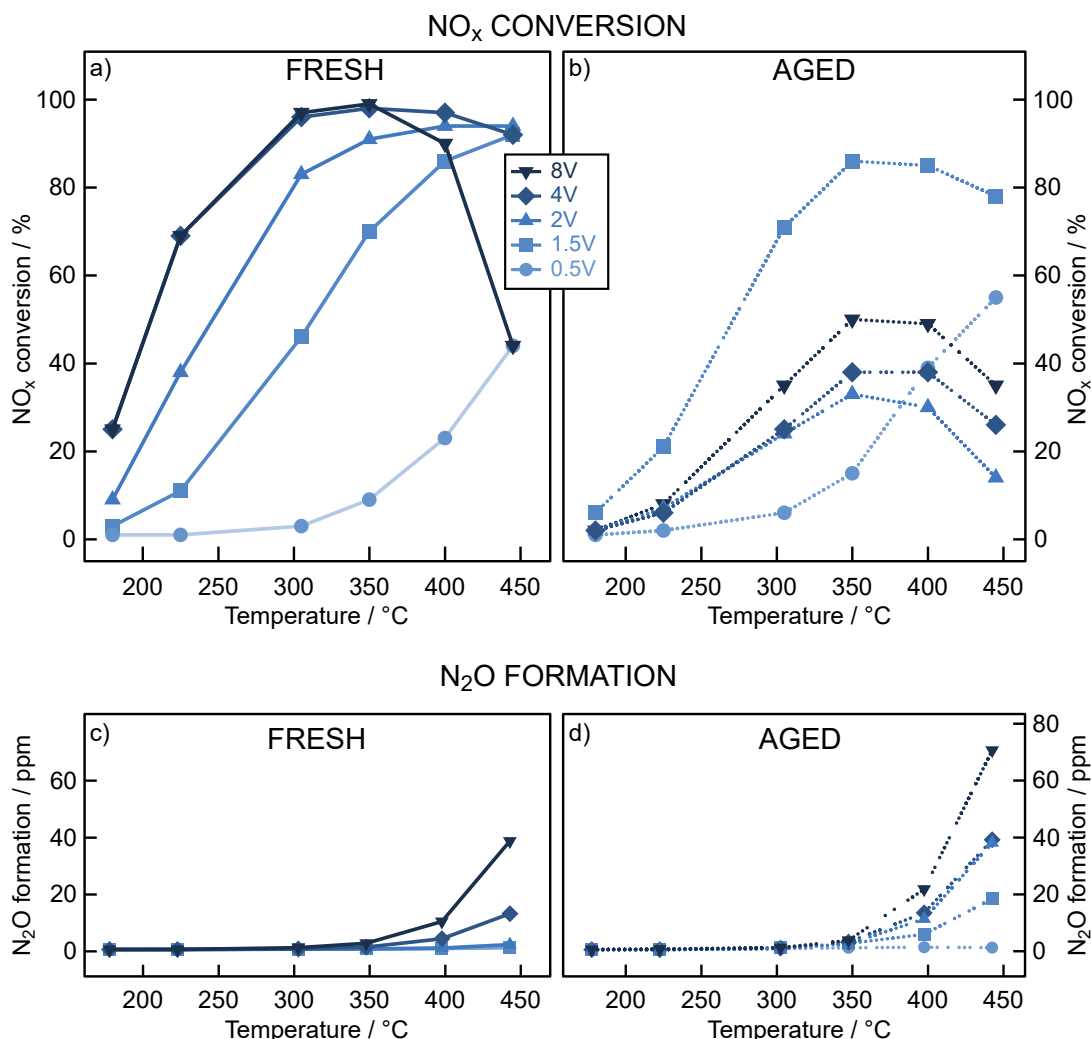 NOₓ CONVERSION
a)
FRESH
b)
AGED
NOₓ conversion / %
100
80
60
40
20
0
8V
4V
2V
1.5V
0.5V
100
80
60
40
20
0
NOₓ conversion / %
200 250 300 350 400 450
Temperature / °C
200 250 300 350 400 450
Temperature / °C
N₂O FORMATION
c)
FRESH
d)
AGED
N₂O formation / ppm
60
40
20
0
80
60
40
20
0
N₂O formation / ppm
200 250 300 350 400 450
Temperature / °C
200 250 300 350 400 450
Temperature / °C